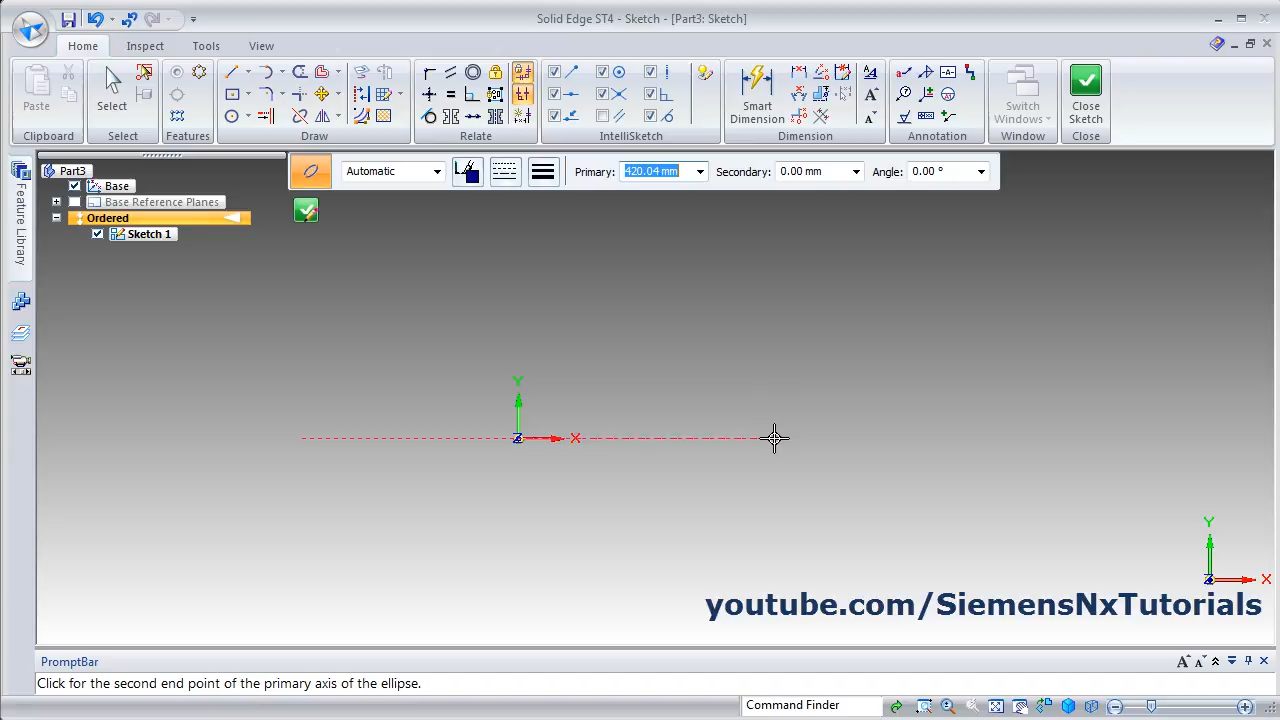 Solid Edge ST4 - Sketch - [Part3: Sketch]
Home Inspect Tools View
Paste
Select
Smart Dimension
Switch Windows
Close Sketch
Clipboard Select Features Draw Relate IntelliSketch Dimension Annotation Window Close
Part3
Automatic Primary: 420.04 mm Secondary: 0.00 mm Angle: 0.00 °
Base
Base Reference Planes
Ordered
Sketch 1
Feature Library
Y
X
Y
X
youtube.com/SiemensNxTutorials
PromptBar
Click for the second end point of the primary axis of the ellipse.
Command Finder